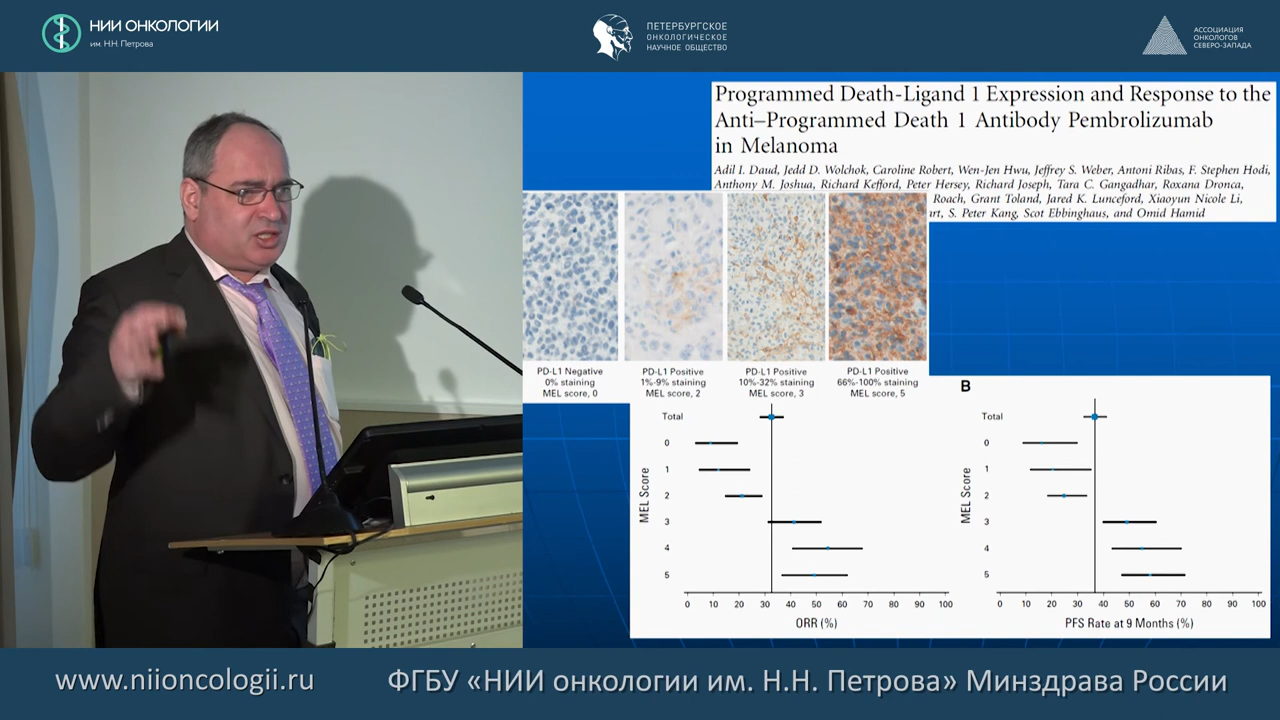 НИИ ОНКОЛОГИИ
им. Н.Н. Петрова
ПЕТЕРБУРГСКОЕ
ОНКОЛОГИЧЕСКОЕ
НАУЧНОЕ ОБЩЕСТВО
АССОЦИАЦИЯ
ОНКОЛОГОВ
СЕВЕРО-ЗАПАДА
Programmed Death-Ligand 1 Expression and Response to the
Anti–Programmed Death 1 Antibody Pembrolizumab
in Melanoma
Adil I. Daud, Jedd D. Wolchok, Caroline Robert, Wen-Jen Hwu, Jeffrey S. Weber, Antoni Ribas, F. Stephen Hodi,
Anthony M. Joshua, Richard Kefford, Peter Hersey, Richard Joseph, Tara C. Gangadhar, Roxana Dronca,
Roach, Grant Toland, Jared K. Lunceford, Xiaoyun Nicole Li,
S. Peter Kang, Scot Ebbinghaus, and Omid Hamid
PD-L1 Negative
0% staining
MEL score, 0
PD-L1 Positive
1%-9% staining
MEL score, 2
PD-L1 Positive
10%-32% staining
MEL score, 3
PD-L1 Positive
66%-100% staining
MEL score, 5
Total
0
1
2
3
4
5
MEL Score
0 10 20 30 40 50 60 70 80 90 100
ORR (%)
B
Total
0
1
2
3
4
5
MEL Score
0 10 20 30 40 50 60 70 80 90 100
PFS Rate at 9 Months (%)
www.niioncologii.ru
ФГБУ «НИИ онкологии им. Н.Н. Петрова» Минздрава России